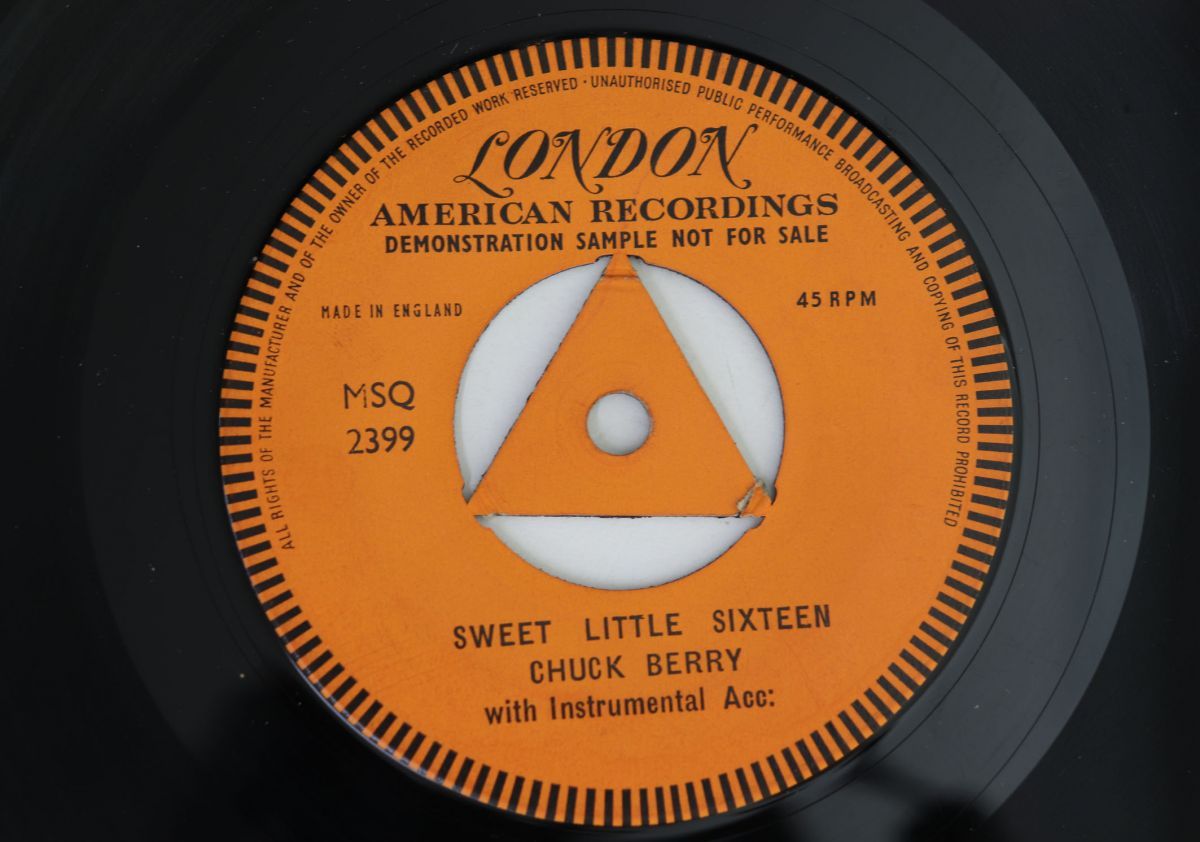 ALL RIGHTS OF THE MANUFACTURER AND OF THE OWNER OF THE RECORDED WORK RESERVED · UNAUTHORISED PUBLIC PERFORMANCE BROADCASTING AND COPYING OF THIS RECORD PROHIBITED
LONDON
AMERICAN RECORDINGS
DEMONSTRATION SAMPLE NOT FOR SALE
MADE IN ENGLAND
45 RPM
MSQ
2399
SWEET LITTLE SIXTEEN
CHUCK BERRY
with Instrumental Acc: